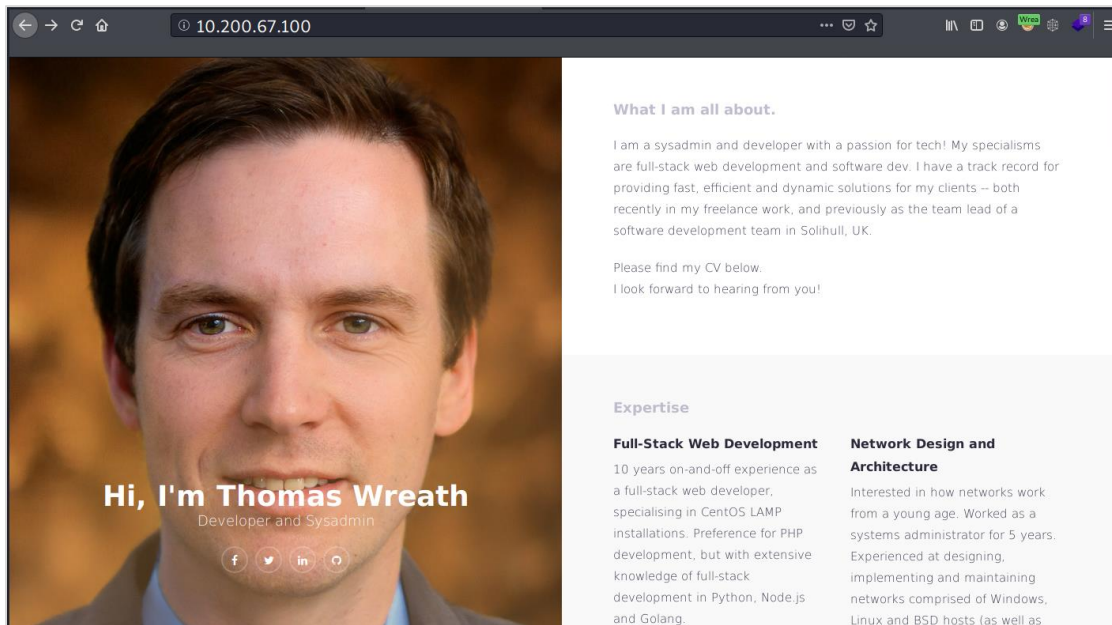 10.200.67.100
Wrea
8
What I am all about.
I am a sysadmin and developer with a passion for tech! My specialisms
are full-stack web development and software dev. I have a track record for
providing fast, efficient and dynamic solutions for my clients -- both
recently in my freelance work, and previously as the team lead of a
software development team in Solihull, UK.
Please find my CV below.
I look forward to hearing from you!
Hi, I'm Thomas Wreath
Developer and Sysadmin
Expertise
Full-Stack Web Development
10 years on-and-off experience as
a full-stack web developer,
specialising in CentOS LAMP
installations. Preference for PHP
development, but with extensive
knowledge of full-stack
development in Python, Node.js
and Golang.
Network Design and
Architecture
Interested in how networks work
from a young age. Worked as a
systems administrator for 5 years.
Experienced at designing,
implementing and maintaining
networks comprised of Windows,
Linux and BSD hosts (as well as